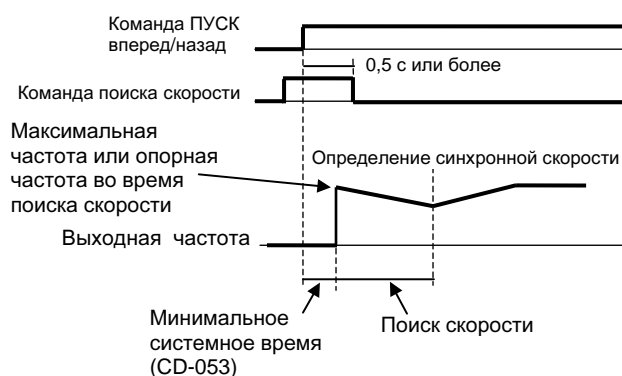 Команда ПУСК
вперед/назад
0,5 с или более
Команда поиска скорости
Максимальная
частота или опорная
частота во время
поиска скорости
Определение синхронной скорости
Выходная частота
Минимальное
системное время
(CD-053)
Поиск скорости